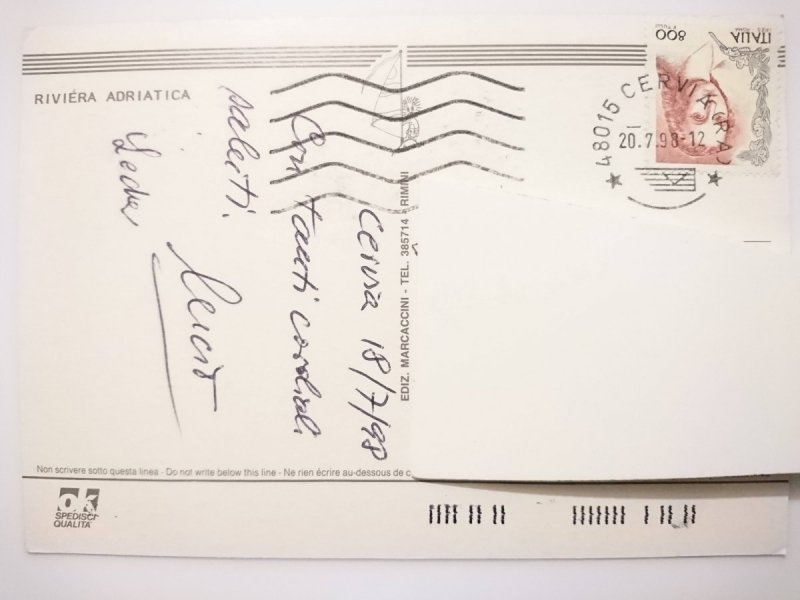 RIVIÉRA ADRIATICA
Cervia 18/7/98
Con tanti cordiali
saluti.
Leda
EDIZ. MARCACCINI - TEL. 385714 - RIMINI
800
ITALIA
48015 CERVIA (RA)
20.7.98-12
Non scrivere sotto questa linea - Do not write below this line - Ne rien écrire au-dessous de c
ok
SPEDISCI
QUALITÀ